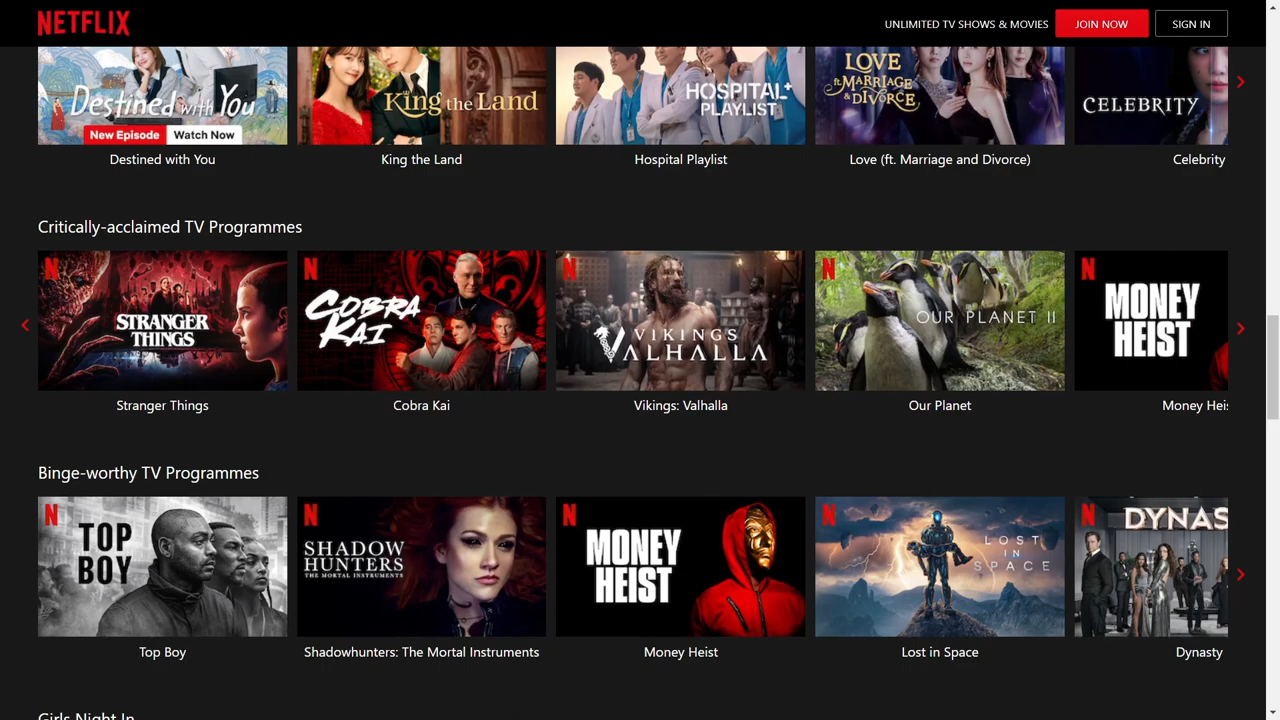 NETFLIX
UNLIMITED TV SHOWS & MOVIES
JOIN NOW
SIGN IN
Destined with You
New Episode
Watch Now
King the Land
HOSPITAL
PLAYLIST
LOVE
ft. MARRIAGE
& DIVORCE
CELEBRITY
Destined with You
King the Land
Hospital Playlist
Love (ft. Marriage and Divorce)
Celebrity
Critically-acclaimed TV Programmes
N
STRANGER
THINGS
N
COBRA
KAI
N
VIKINGS
VALHALLA
N
OUR PLANET II
N
MONEY
HEIST
Stranger Things
Cobra Kai
Vikings: Valhalla
Our Planet
Money Heis
Binge-worthy TV Programmes
N
TOP
BOY
N
SHADOW
HUNTERS
THE MORTAL INSTRUMENTS
N
MONEY
HEIST
N
LOST
IN
SPACE
N
DYNAS
Top Boy
Shadowhunters: The Mortal Instruments
Money Heist
Lost in Space
Dynasty
Girls Night In